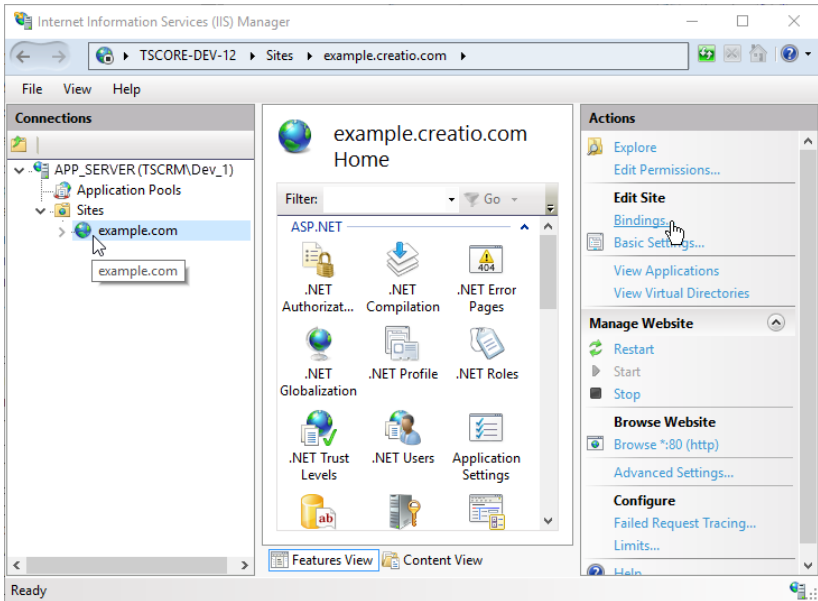 Internet Information Services (IIS) Manager
TSCORE-DEV-12 Sites example.creatio.com
File View Help
Connections
APP_SERVER (TSCRM\Dev_1)
Application Pools
Sites
example.com
example.com
example.creatio.com
Home
Filter: Go
ASP.NET
.NET
Authorizat...
.NET
Compilation
404
.NET Error
Pages
.NET
Globalization
.NET Profile
.NET Roles
.NET Trust
Levels
.NET Users
Application
Settings
ab
Features View Content View
Actions
Explore
Edit Permissions...
Edit Site
Bindings...
Basic Settings...
View Applications
View Virtual Directories
Manage Website
Restart
Start
Stop
Browse Website
Browse *:80 (http)
Advanced Settings...
Configure
Failed Request Tracing...
Limits...
Help
Ready